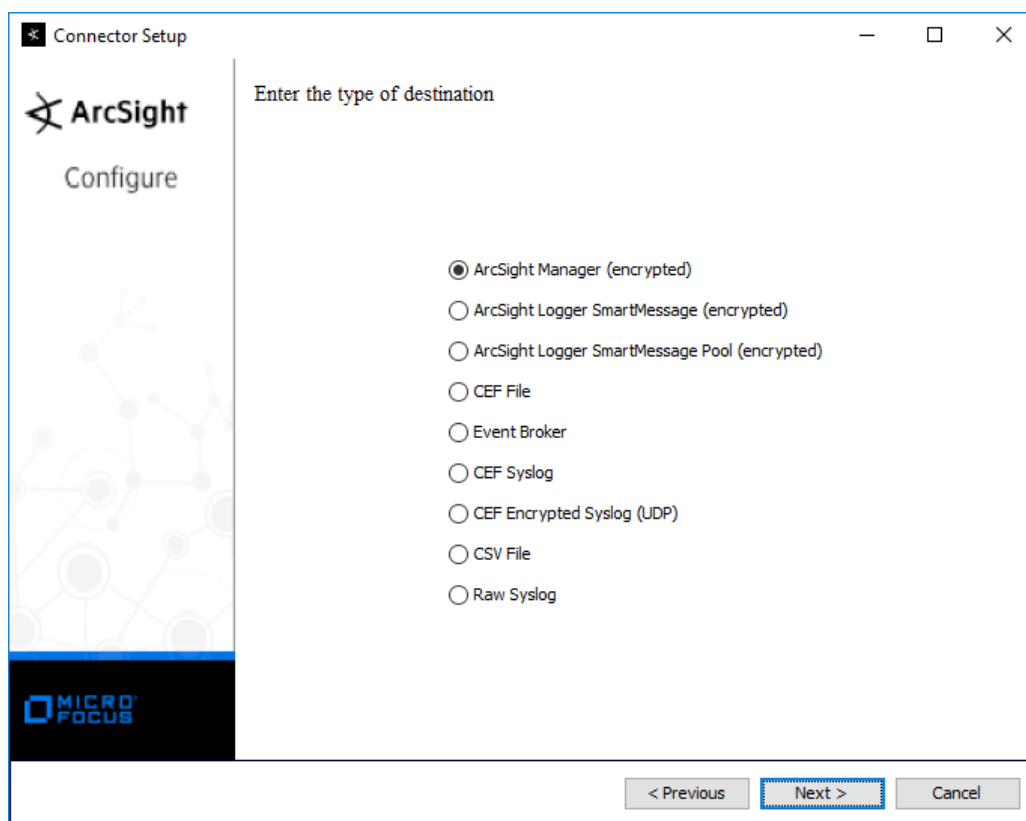 Connector Setup
ArcSight
Configure
Enter the type of destination
ArcSight Manager (encrypted)
ArcSight Logger SmartMessage (encrypted)
ArcSight Logger SmartMessage Pool (encrypted)
CEF File
Event Broker
CEF Syslog
CEF Encrypted Syslog (UDP)
CSV File
Raw Syslog
MICRO
FOCUS
< Previous
Next >
Cancel